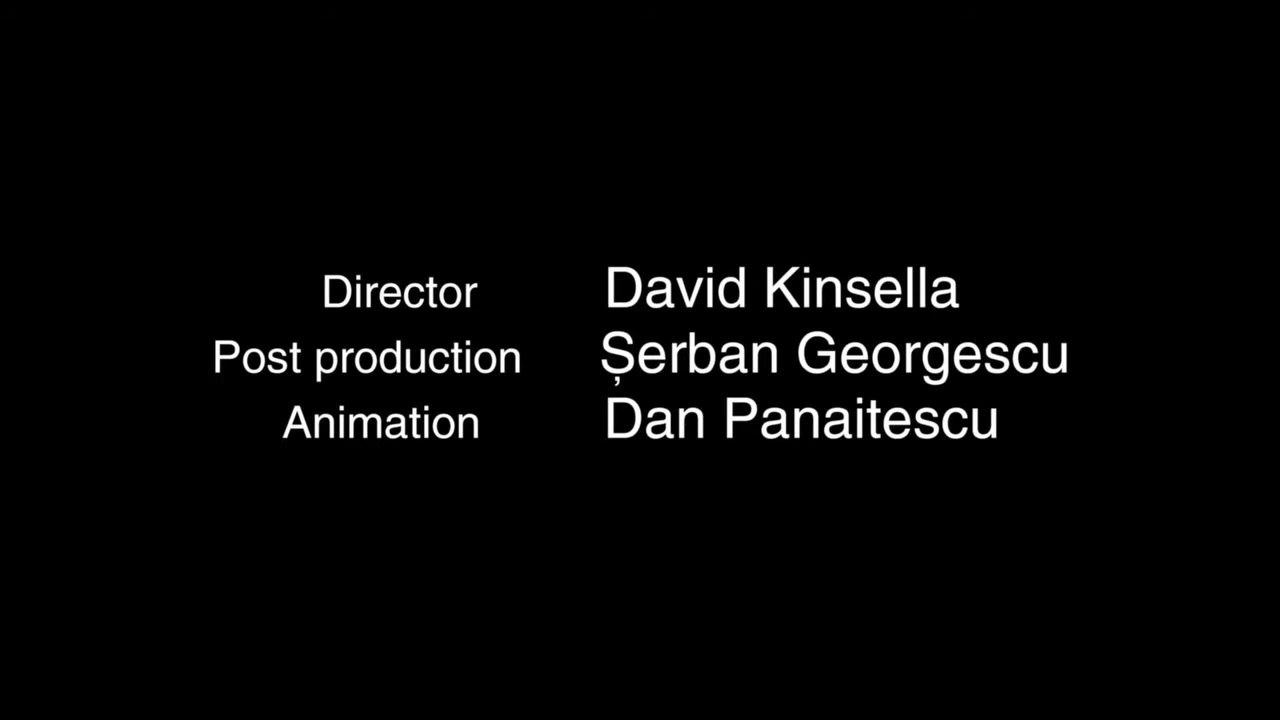 Director David Kinsella
Post production Șerban Georgescu
Animation Dan Panaitescu